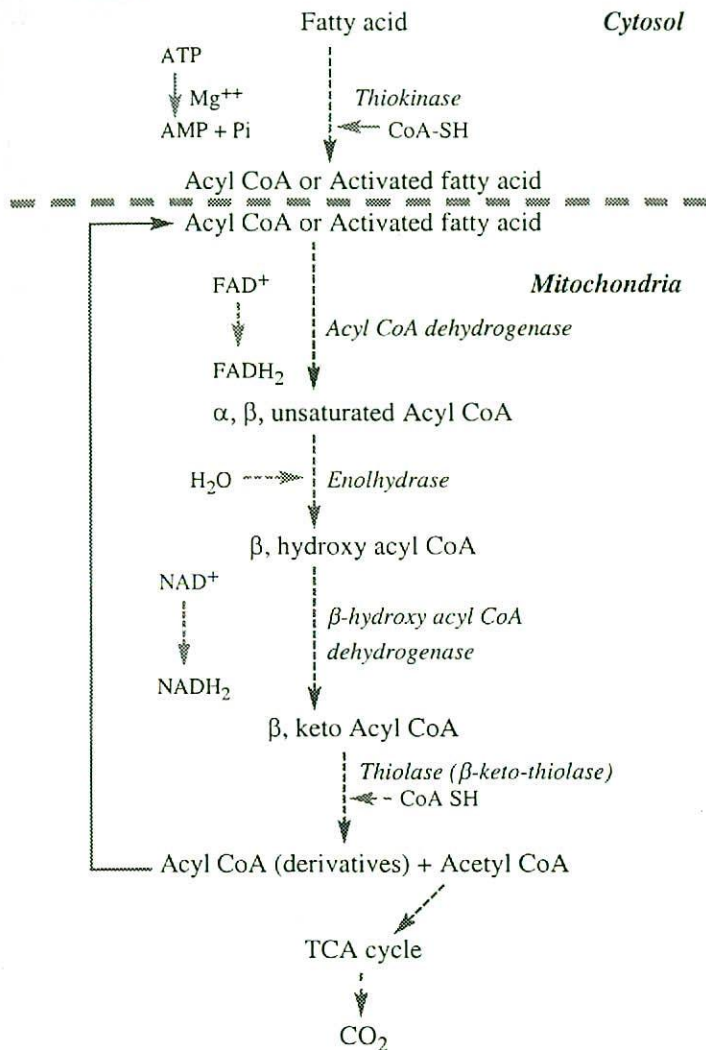 Fatty acid
Cytosol
ATP
Mg++
AMP + Pi
Thiokinase
CoA-SH
Acyl CoA or Activated fatty acid
Acyl CoA or Activated fatty acid
Mitochondria
FAD+
FADH2
Acyl CoA dehydrogenase
α, β, unsaturated Acyl CoA
H2O
Enolhydrase
β, hydroxy acyl CoA
NAD+
NADH2
β-hydroxy acyl CoA
dehydrogenase
β, keto Acyl CoA
Thiolase (β-keto-thiolase)
CoA SH
Acyl CoA (derivatives) + Acetyl CoA
TCA cycle
CO2